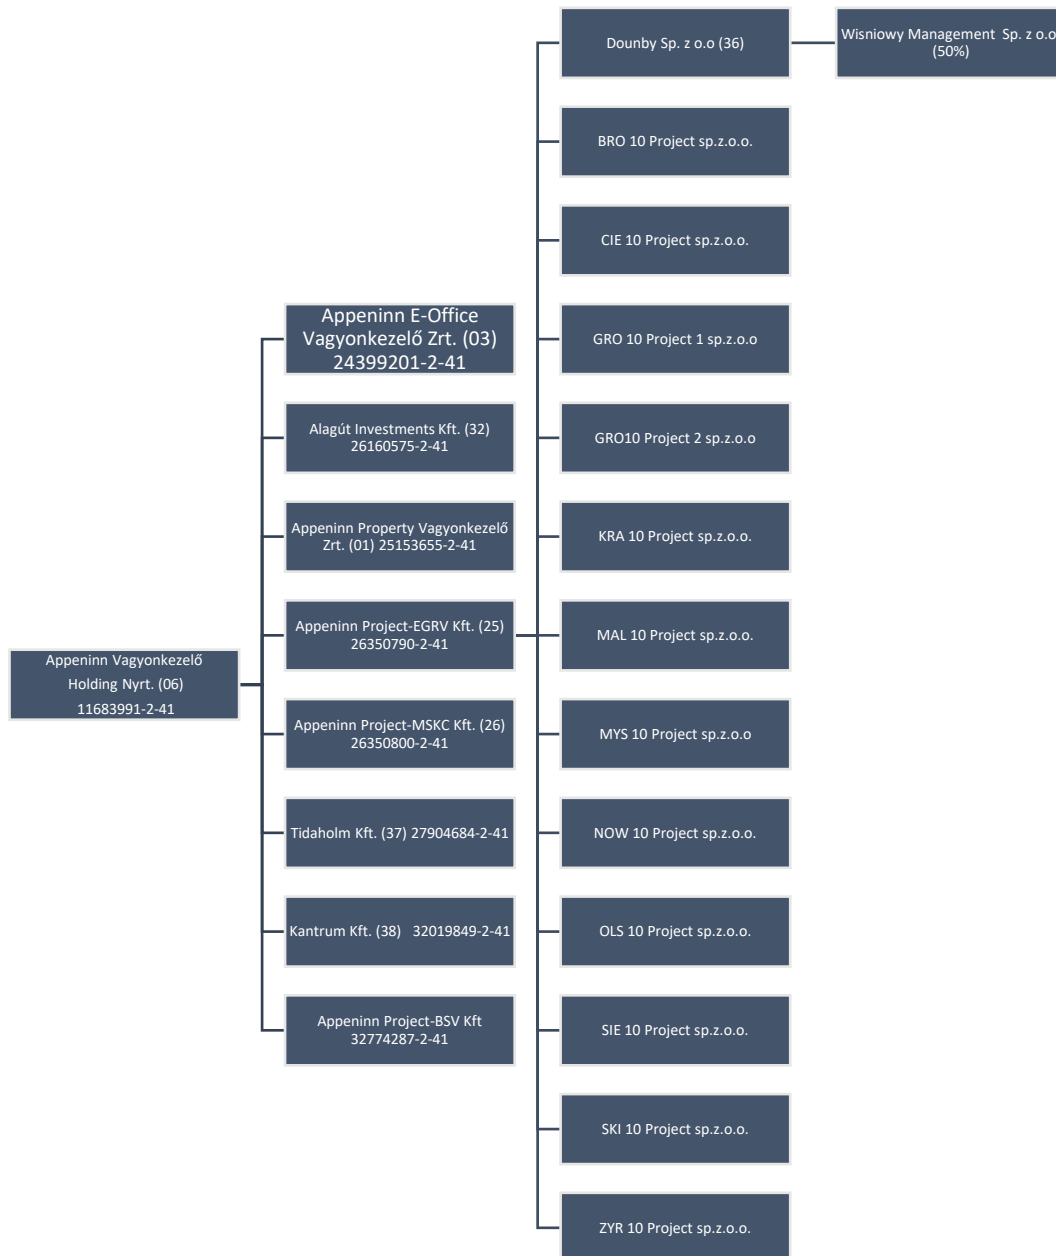 Appeninn Vagyonkezelő
Holding Nyrt. (06)
11683991-2-41
Appeninn E-Office
Vagyonkezelő Zrt. (03)
24399201-2-41
Alagút Investments Kft. (32)
26160575-2-41
Appeninn Property Vagyonkezelő
Zrt. (01) 25153655-2-41
Appeninn Project-EGRV Kft. (25)
26350790-2-41
Appeninn Project-MSKC Kft. (26)
26350800-2-41
Tidaholm Kft. (37) 27904684-2-41
Kantrum Kft. (38) 32019849-2-41
Appeninn Project-BSV Kft
32774287-2-41
Dounby Sp. z o.o (36)
BRO 10 Project sp.z.o.o.
CIE 10 Project sp.z.o.o.
GRO 10 Project 1 sp.z.o.o
GRO10 Project 2 sp.z.o.o
KRA 10 Project sp.z.o.o.
MAL 10 Project sp.z.o.o.
MYS 10 Project sp.z.o.o
NOW 10 Project sp.z.o.o.
OLS 10 Project sp.z.o.o.
SIE 10 Project sp.z.o.o.
SKI 10 Project sp.z.o.o.
ZYR 10 Project sp.z.o.o.
Wisniowy Management Sp. z o.o
(50%)